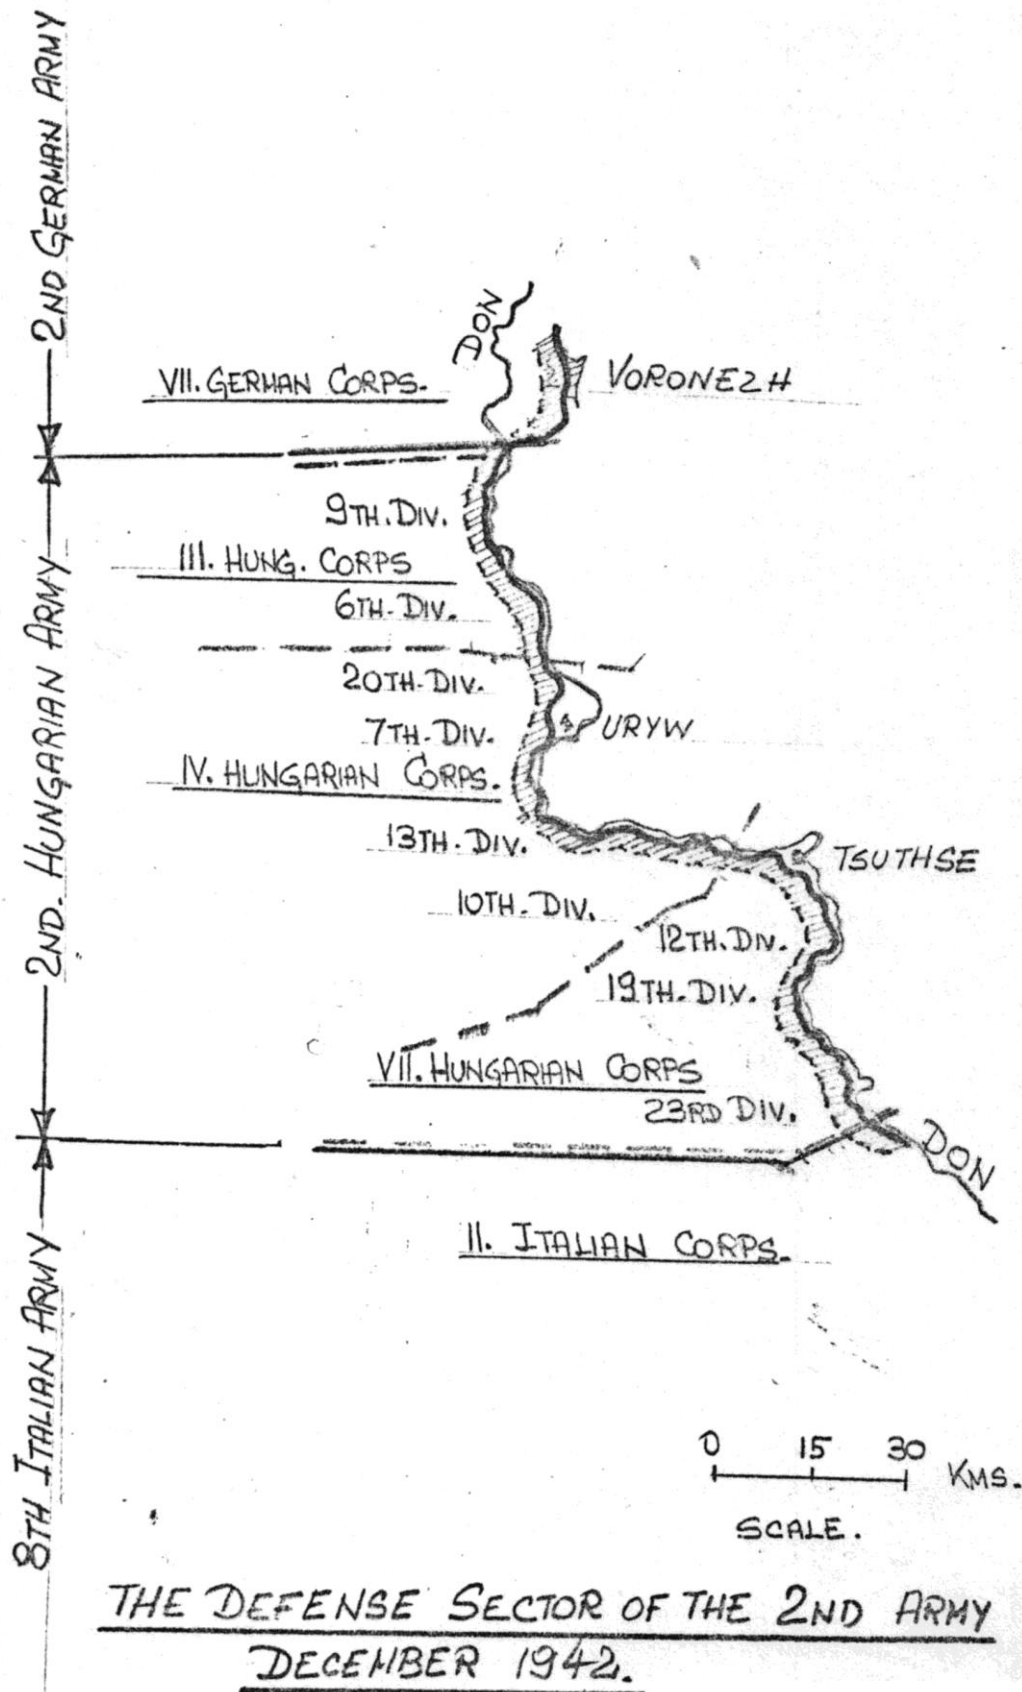 2ND GERMAN ARMY
DON
VII. GERMAN CORPS.
VORONEZH
9TH. DIV.
III. HUNG. CORPS
6TH. DIV.
2ND. HUNGARIAN ARMY
20TH. DIV.
7TH. DIV.
URYW
IV. HUNGARIAN CORPS.
13TH. DIV.
TSUTHSE
10TH. DIV.
12TH. DIV.
19TH. DIV.
VII. HUNGARIAN CORPS
23RD DIV.
DON
II. ITALIAN CORPS.
8TH ITALIAN ARMY
0 15 30 KMS.
SCALE.
THE DEFENSE SECTOR OF THE 2ND ARMY
DECEMBER 1942.